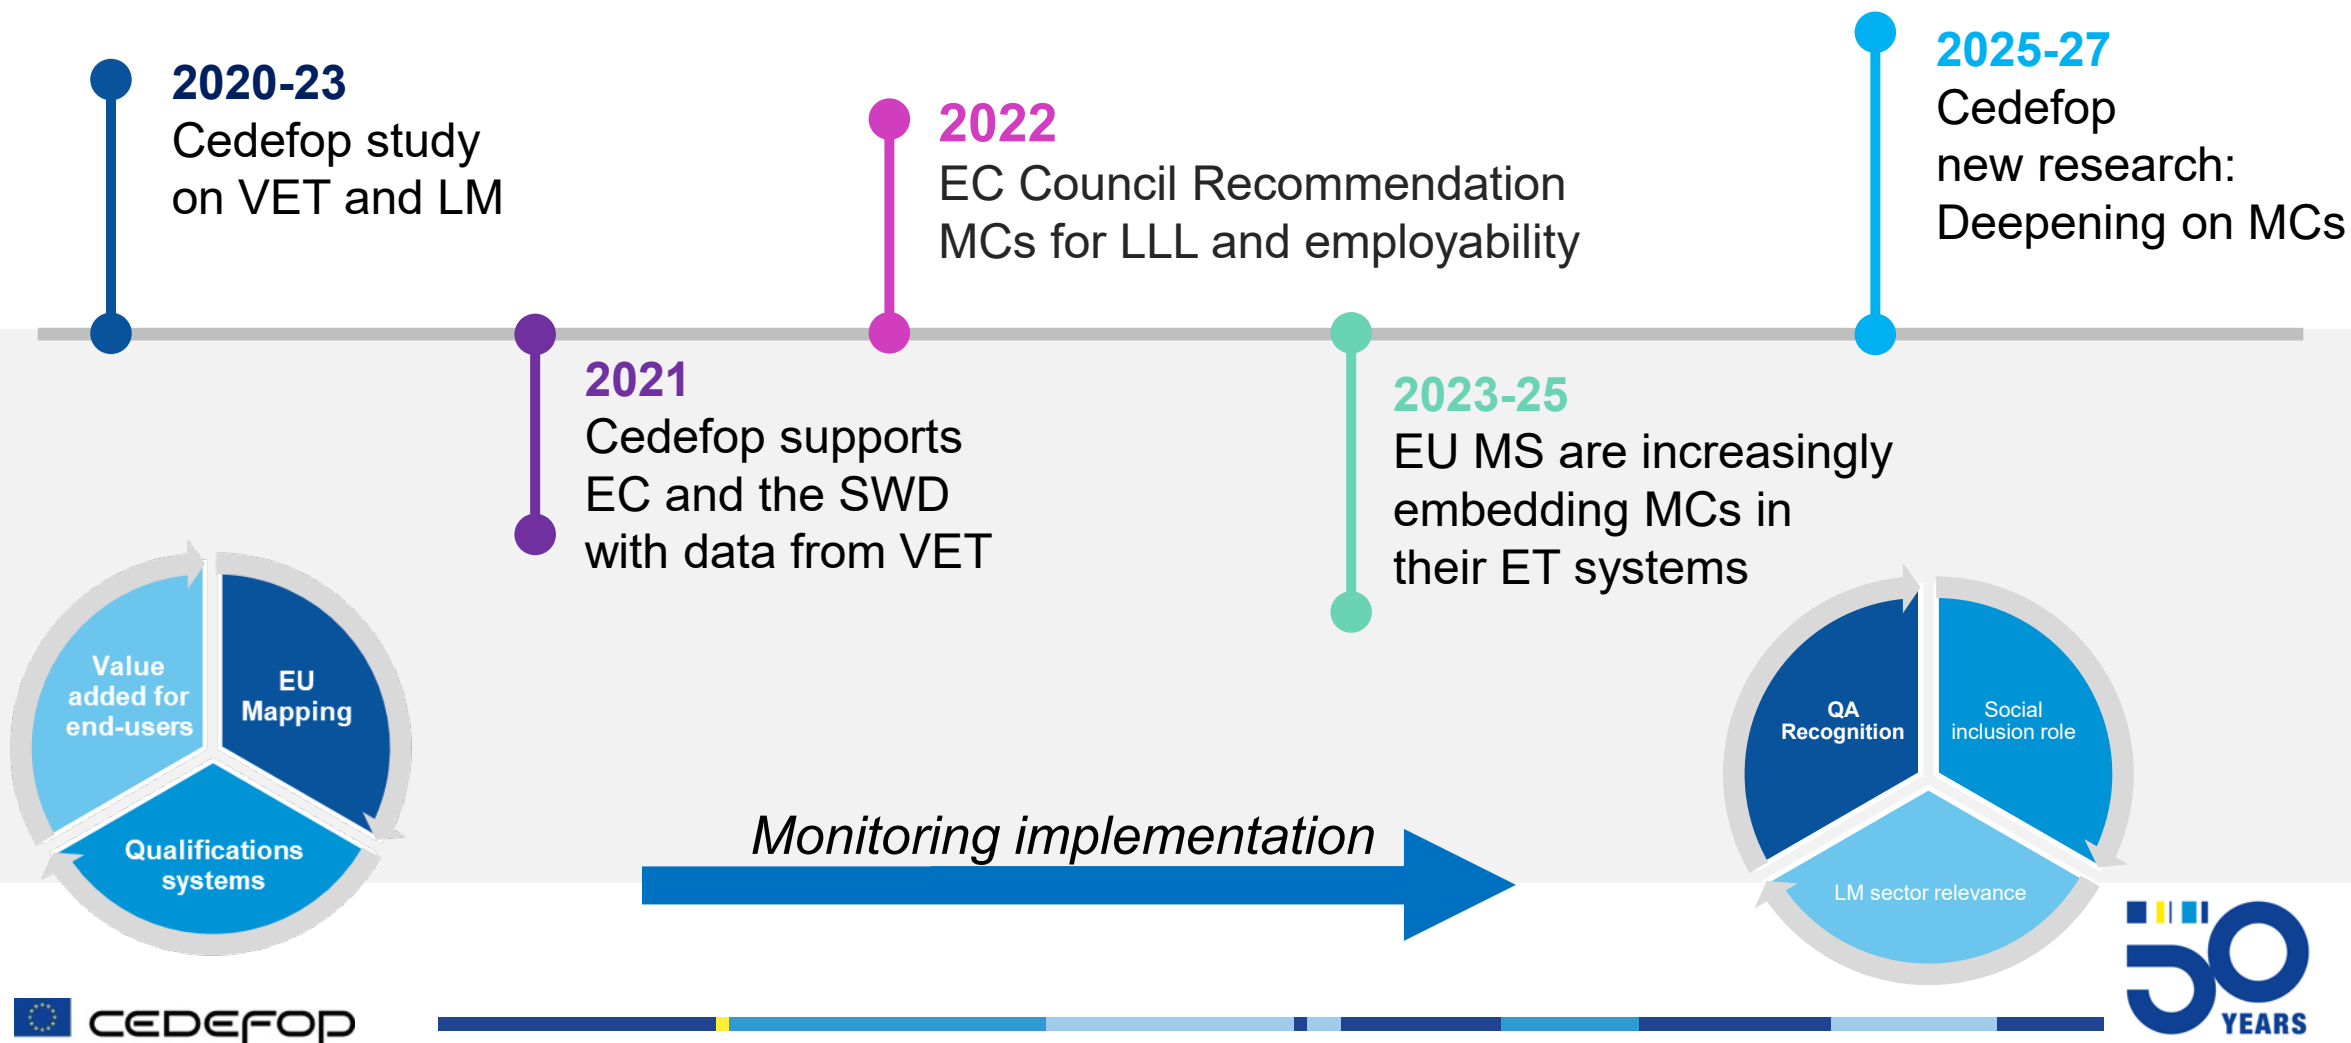 2020-23
Cedefop study
on VET and LM
2022
EC Council Recommendation
MCs for LLL and employability
2025-27
Cedefop
new research:
Deepening on MCs
2021
Cedefop supports
EC and the SWD
with data from VET
2023-25
EU MS are increasingly
embedding MCs in
their ET systems
Value
added for
end-users
EU
Mapping
Qualifications
systems
Monitoring implementation
QA
Recognition
Social
inclusion role
LM sector relevance
CEDEFOP
50
YEARS